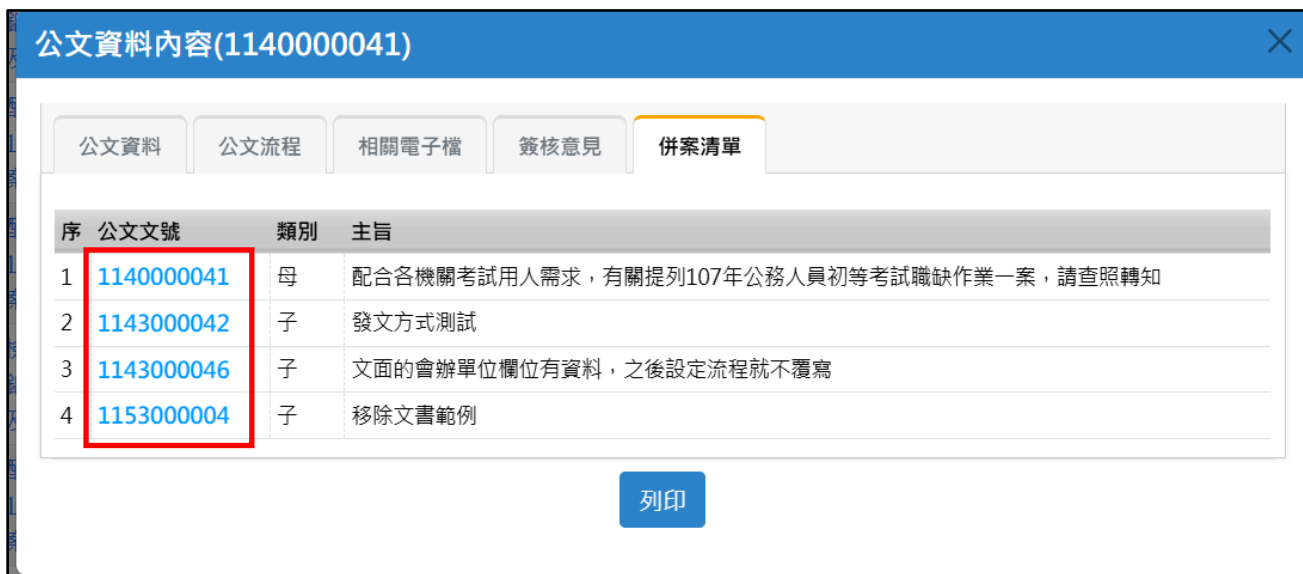 公文資料內容(1140000041)
公文資料 公文流程 相關電子檔 簽核意見 併案清單
序 公文文號 類別 主旨
1 1140000041 母 配合各機關考試用人需求，有關提列107年公務人員初等考試職缺作業一案，請查照轉知
2 1143000042 子 發文方式測試
3 1143000046 子 文面的會辦單位欄位有資料，之後設定流程就不覆寫
4 1153000004 子 移除文書範例
列印